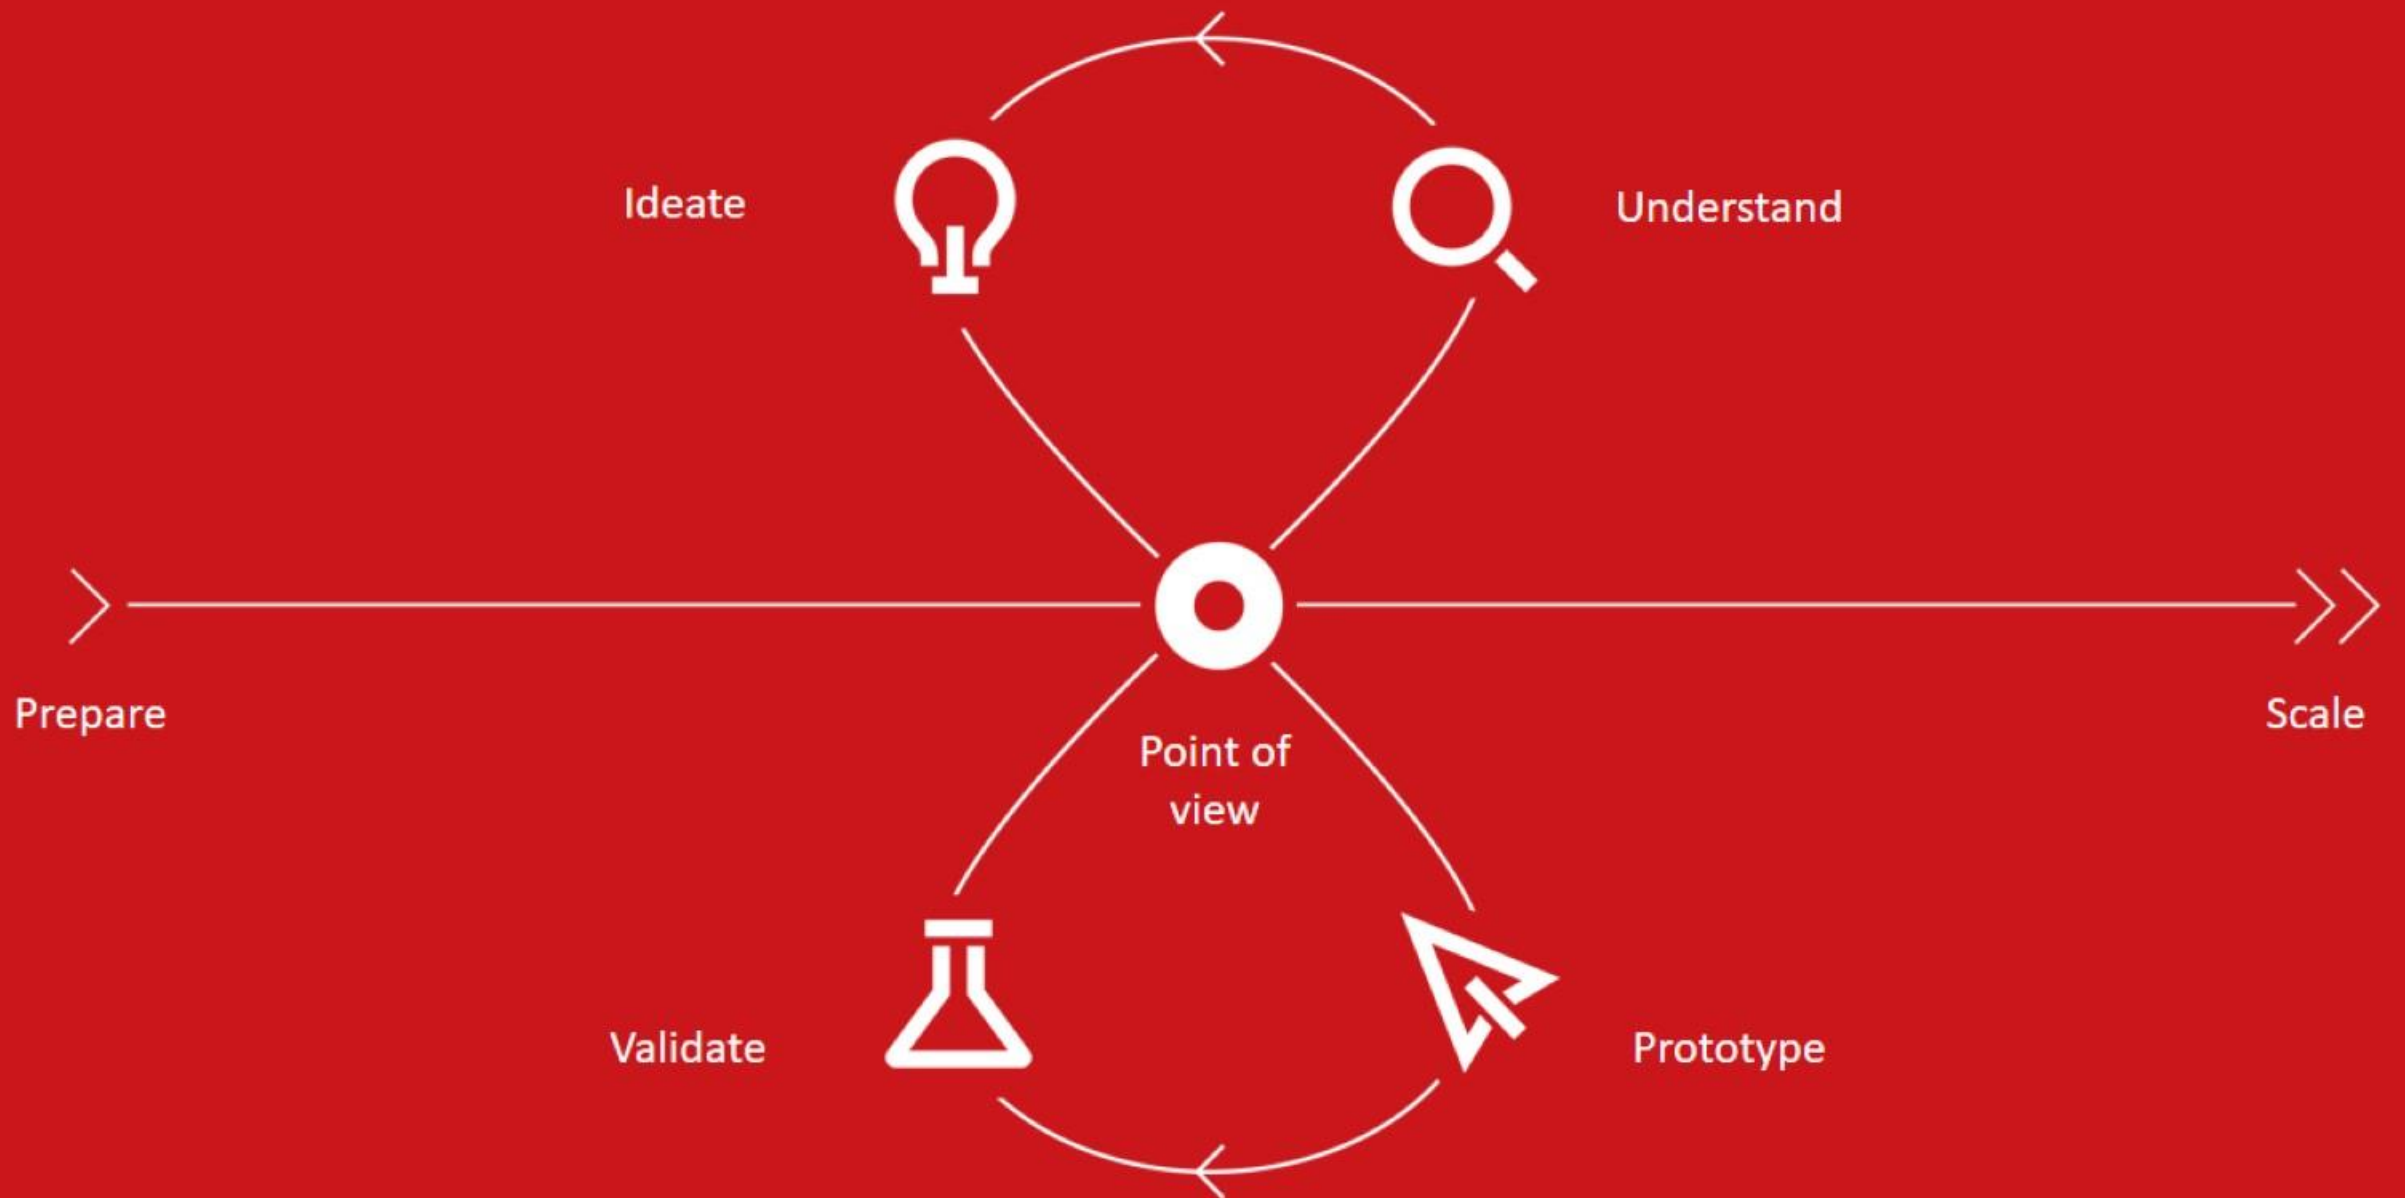 Ideate
Understand
Prepare
Scale
Point of
view
Validate
Prototype